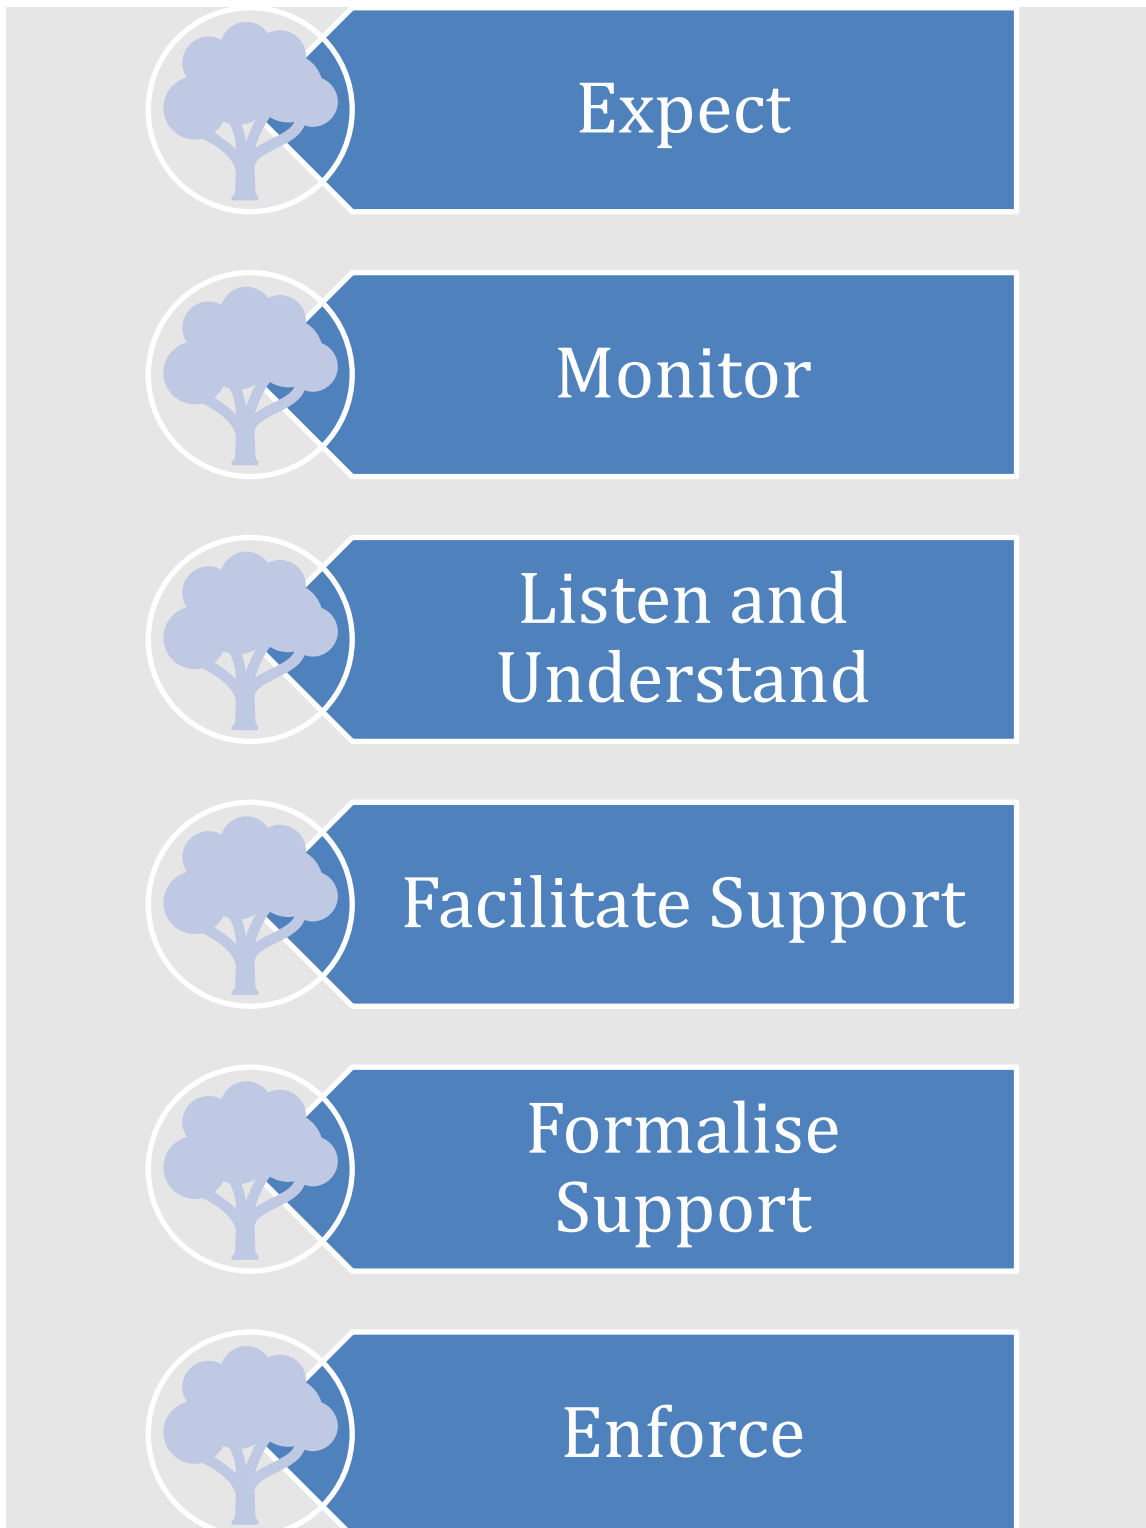 Expect
Monitor
Listen and
Understand
Facilitate Support
Formalise
Support
Enforce